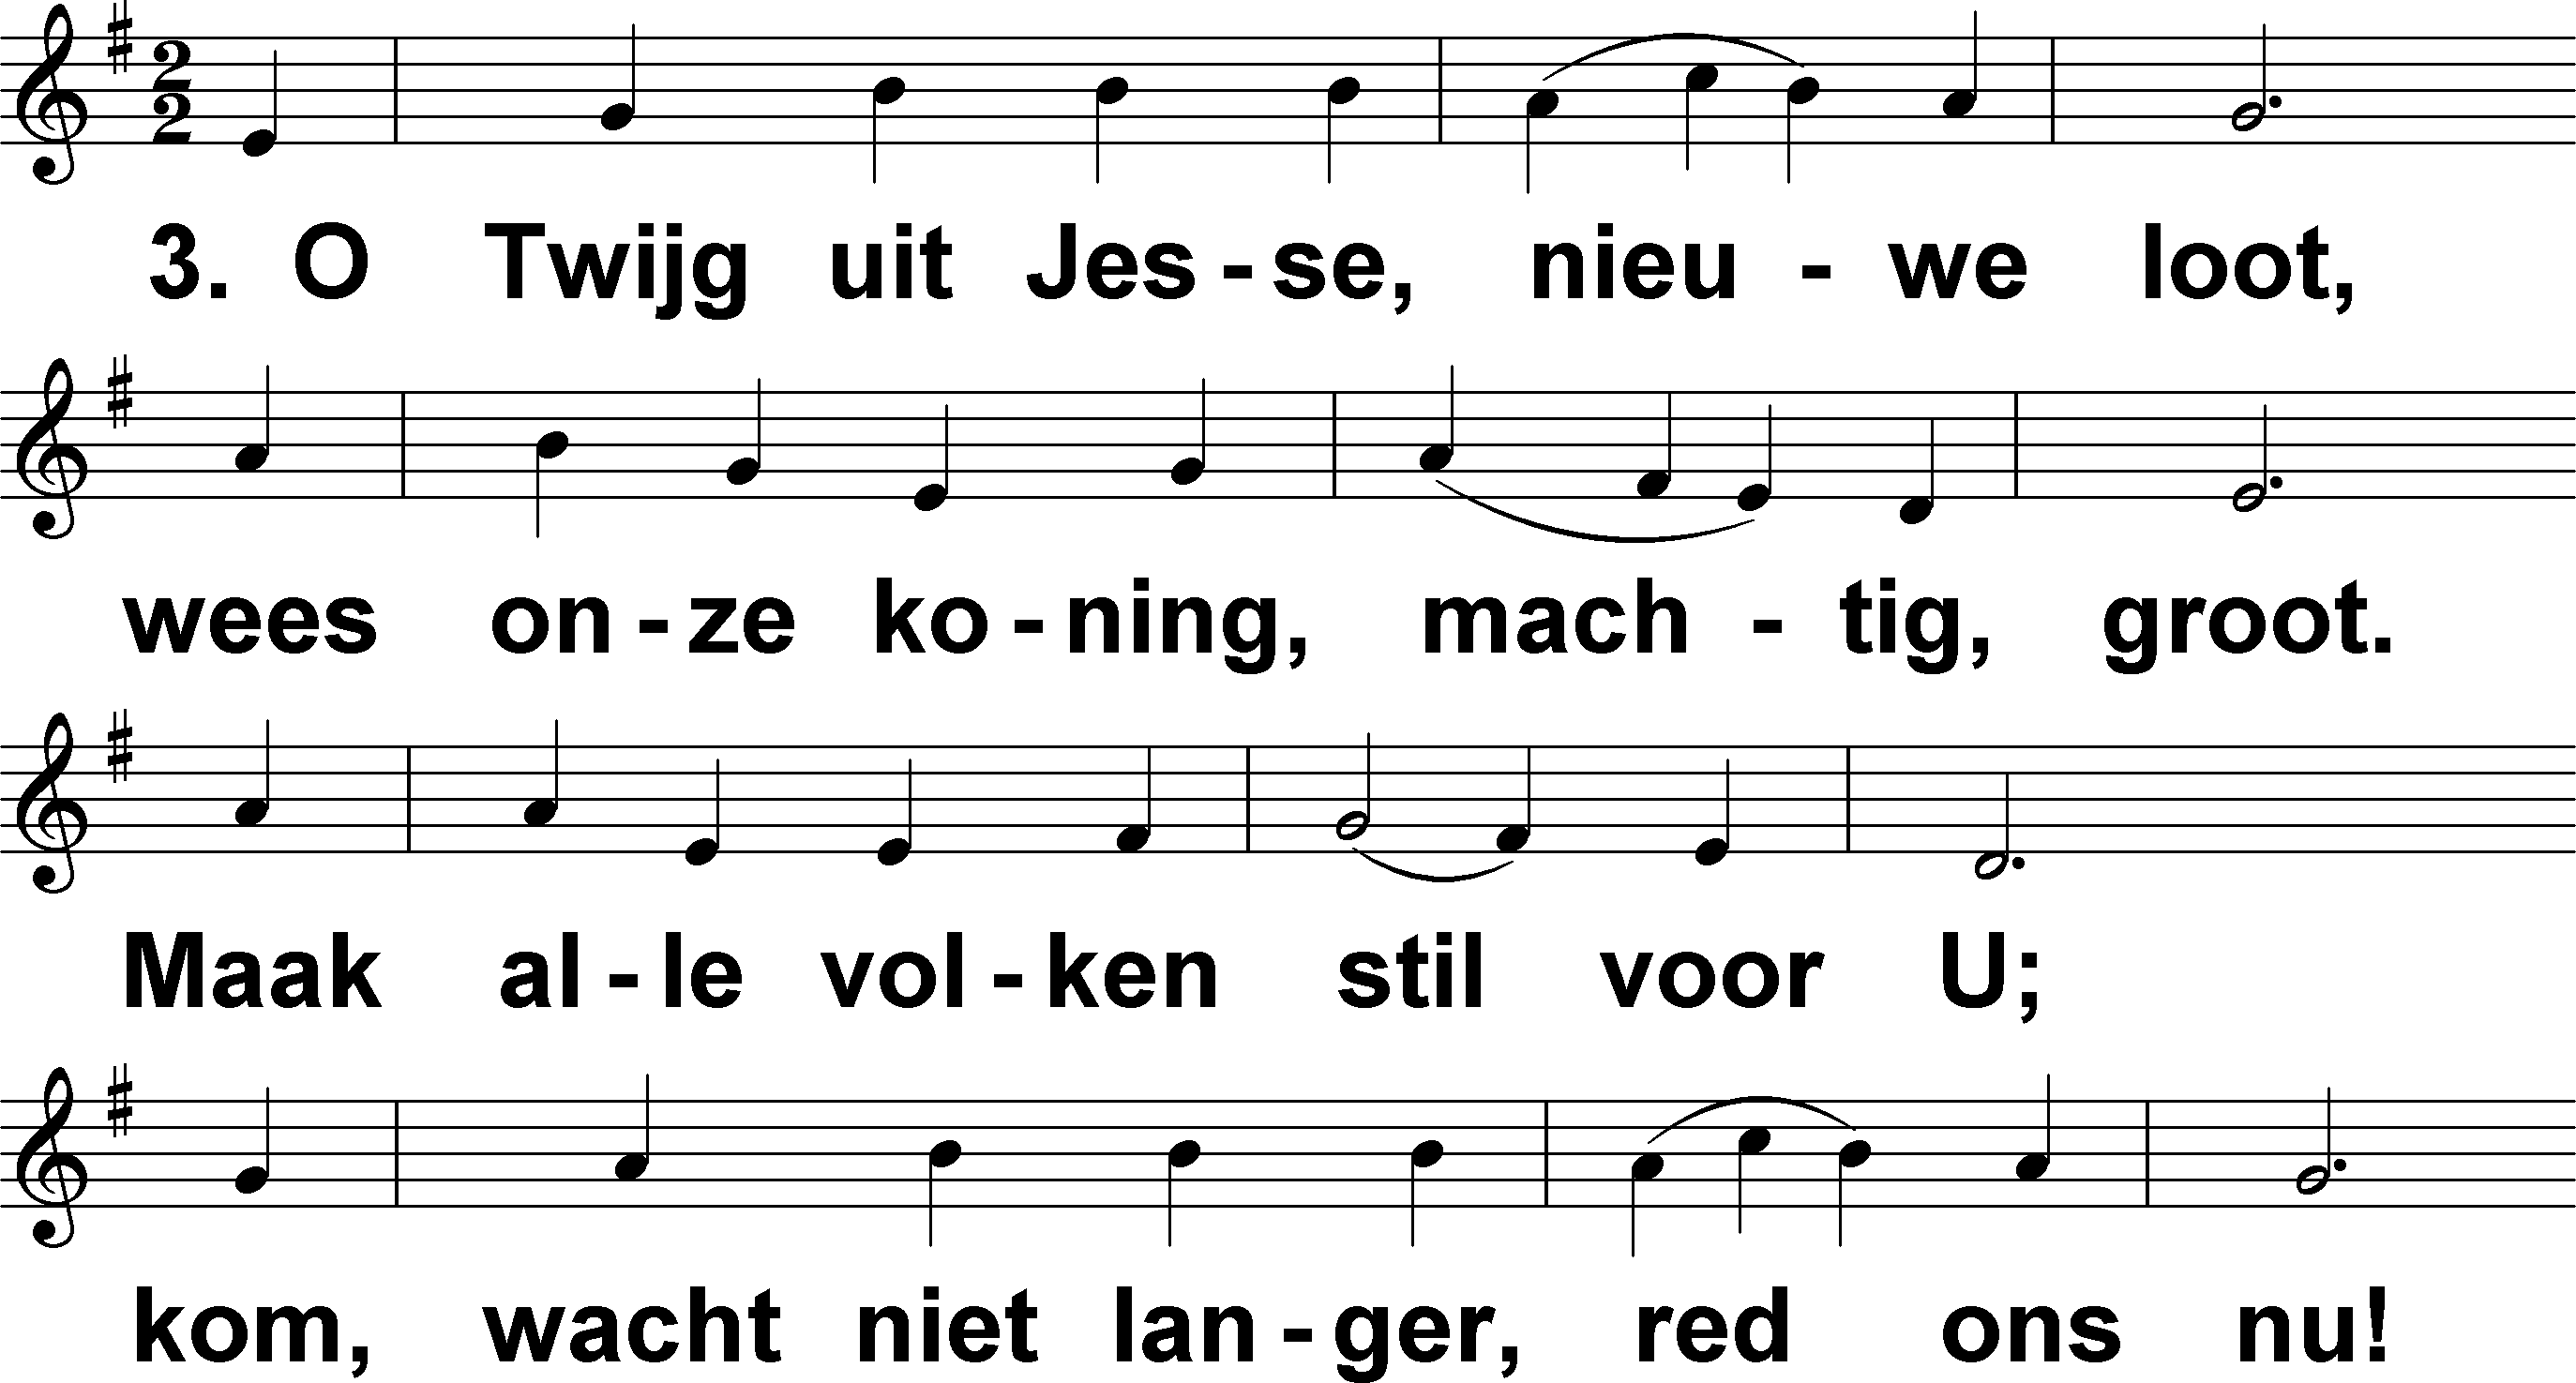 3. O Twijg uit Jes - se, nieu - we loot,
wees on - ze ko - ning, mach - tig, groot.
Maak al - le vol - ken stil voor U;
kom, wacht niet lan - ger, red ons nu!